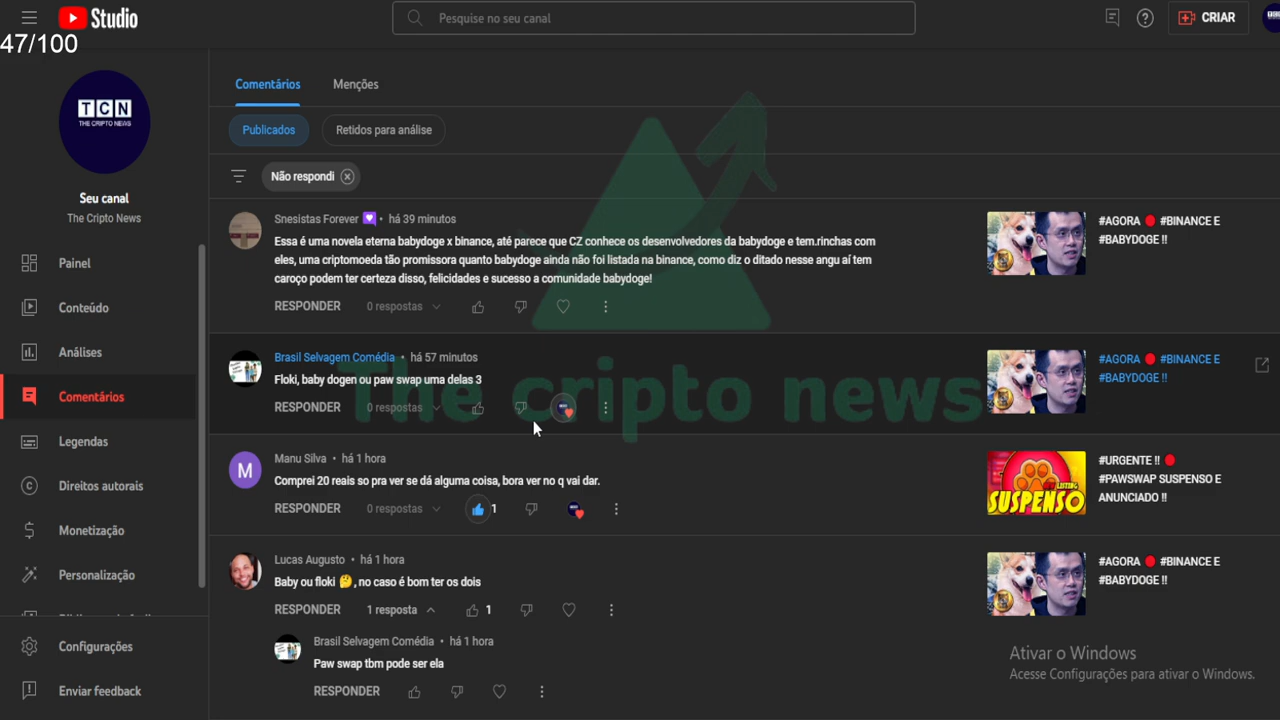 Studio
Pesquise no seu canal
CRIAR
47/100
TCN
THE CRIPTO NEWS
Seu canal
The Cripto News
Painel
Conteúdo
Análises
Comentários
Legendas
Direitos autorais
Monetização
Personalização
Configurações
Enviar feedback
Comentários
Menções
Publicados
Retidos para análise
Não respondi
Snesistas Forever • há 39 minutos
Essa é uma novela eterna babydoge x binance, até parece que CZ conhece os desenvolvedores da babydoge e tem.rinchas com
eles, uma criptomoeda tão promissora quanto babydoge ainda não foi listada na binance, como diz o ditado nesse angu aí tem
caroço podem ter certeza disso, felicidades e sucesso a comunidade babydoge!
RESPONDER 0 respostas
#AGORA 🔴 #BINANCE E
#BABYDOGE !!
Brasil Selvagem Comédia • há 57 minutos
Floki, baby dogen ou paw swap uma delas 3
RESPONDER 0 respostas
#AGORA 🔴 #BINANCE E
#BABYDOGE !!
The cripto news
Manu Silva • há 1 hora
M
Comprei 20 reais so pra ver se dá alguma coisa, bora ver no q vai dar.
RESPONDER 0 respostas 1
SUSPENSO
#URGENTE !! 🔴
#PAWSWAP SUSPENSO E
ANUNCIADO !!
Lucas Augusto • há 1 hora
Baby ou floki 🤔, no caso é bom ter os dois
RESPONDER 1 resposta 1
#AGORA 🔴 #BINANCE E
#BABYDOGE !!
Brasil Selvagem Comédia • há 1 hora
Paw swap tbm pode ser ela
RESPONDER
Ativar o Windows
Acesse Configurações para ativar o Windows.